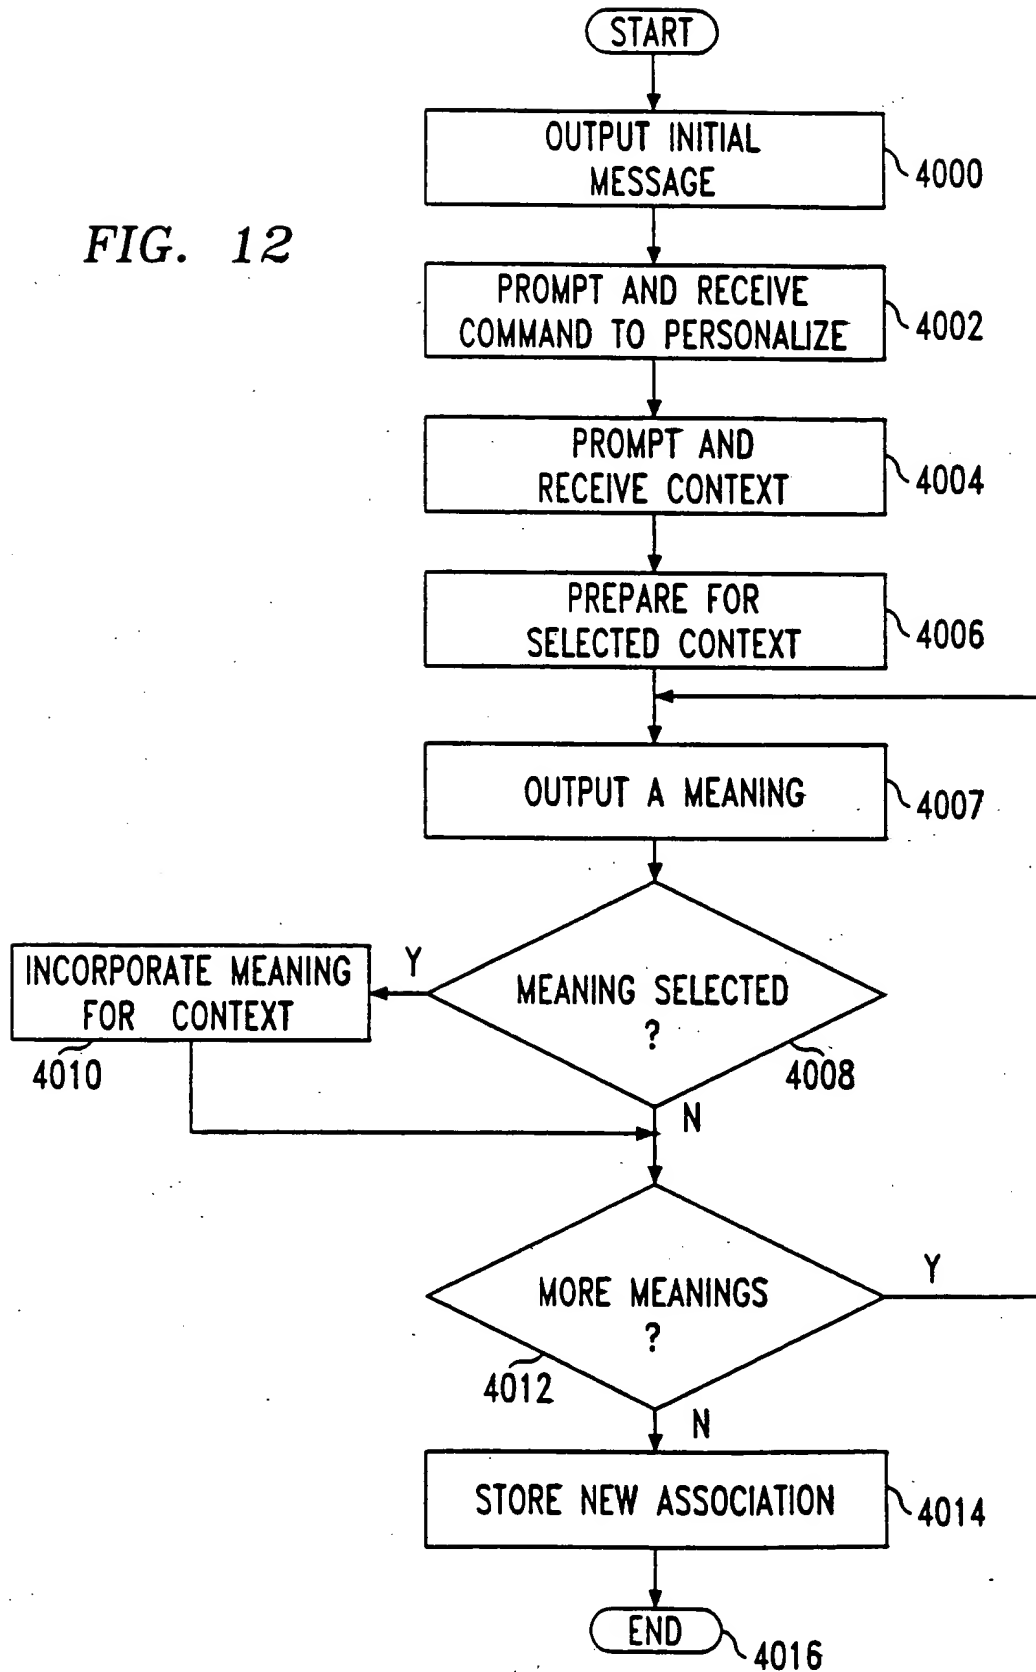 START
OUTPUT INITIAL
MESSAGE
4000
FIG. 12
PROMPT AND RECEIVE
COMMAND TO PERSONALIZE
4002
PROMPT AND
RECEIVE CONTEXT
4004
PREPARE FOR
SELECTED CONTEXT
4006
OUTPUT A MEANING
4007
INCORPORATE MEANING
FOR CONTEXT
4010
Y
MEANING SELECTED
?
4008
N
MORE MEANINGS
?
4012
Y
N
STORE NEW ASSOCIATION
4014
END
4016